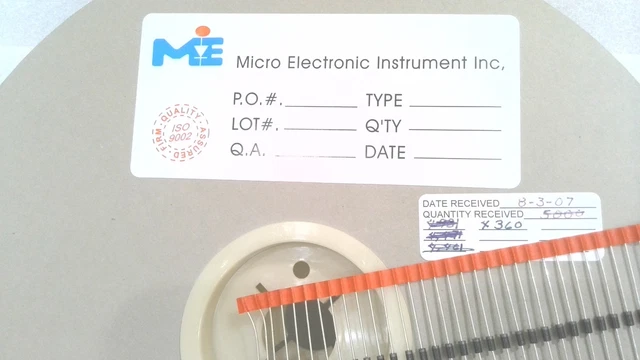 MIE Micro Electronic Instrument Inc,
P.O.#. TYPE
LOT#. Q'TY
Q.A. DATE
FIRM QUALITY ASSURED
ISO
9002
DATE RECEIVED 8-3-07
QUANTITY RECEIVED 5000
x 360